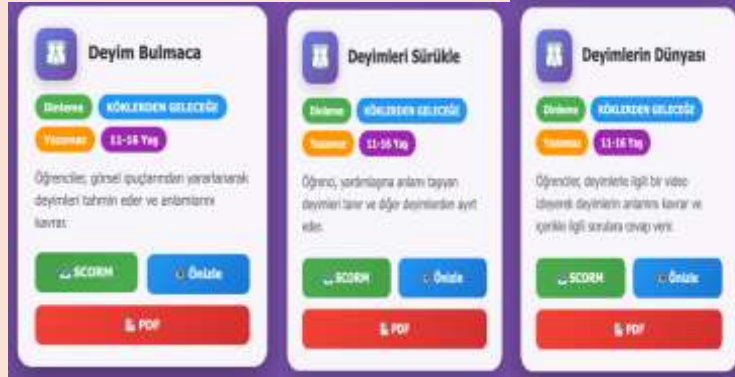 Deyim Bulmaca
Dinleme KÖKLERDEN GELECEĞE
11-16 Yaş
Öğrenciler, görsel ipuçlarından yararlanarak
deyimleri tahmin eder ve anlamlarını
kavrar.
SCORM Önizle
PDF
Deyimleri Sürükle
Dinleme KÖKLERDEN GELECEĞE
11-16 Yaş
Öğrenci, yardımlaşma anlamı taşıyan
deyimleri tanır ve diğer deyimlerden ayırt
eder.
SCORM Önizle
PDF
Deyimlerin Dünyası
Dinleme KÖKLERDEN GELECEĞE
11-16 Yaş
Öğrenciler, deyimlerle ilgili bir video
izleyerek deyimlerin anlamını kavrar ve
içerikle ilgili sorulara cevap verir.
SCORM Önizle
PDF